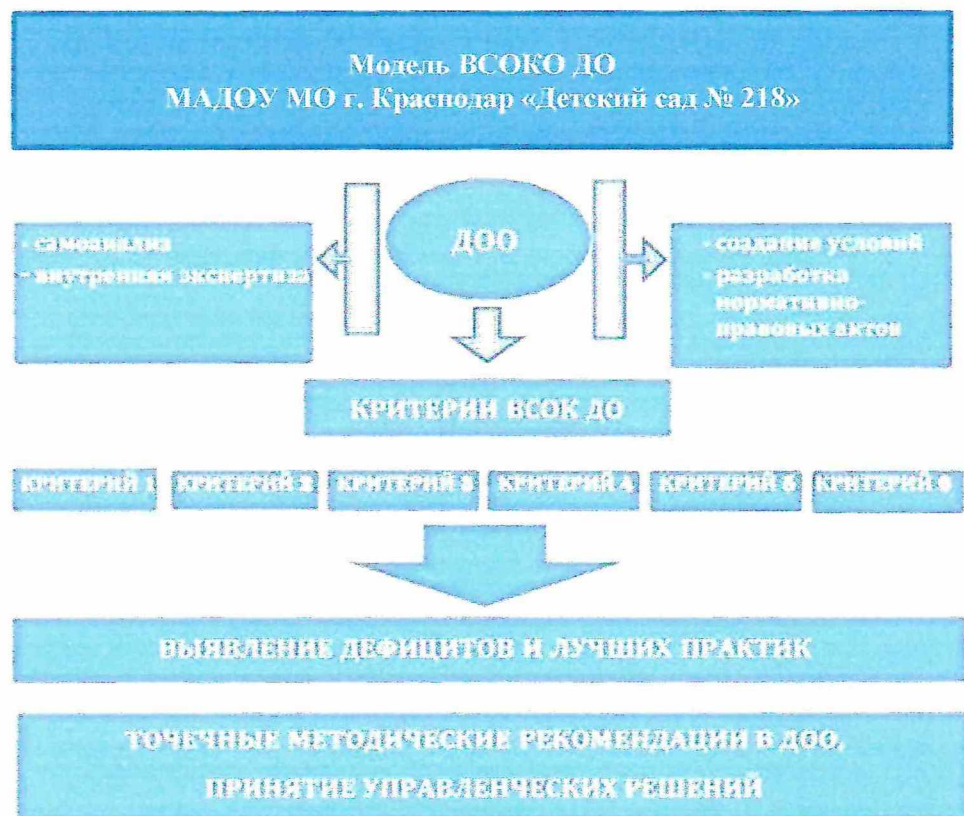 Модель ВСОКО ДО
МАДОУ МО г. Краснодар «Детский сад № 218»
ДОО
- самоанализ
- внутренняя экспертиза
- создание условий
- разработка
нормативно-
правовых актов
КРИТЕРИИ ВСОК ДО
КРИТЕРИЙ 1
КРИТЕРИЙ 2
КРИТЕРИЙ 3
КРИТЕРИЙ 4
КРИТЕРИЙ 5
КРИТЕРИЙ 6
ВЫЯВЛЕНИЕ ДЕФИЦИТОВ И ЛУЧШИХ ПРАКТИК
ТОЧЕЧНЫЕ МЕТОДИЧЕСКИЕ РЕКОМЕНДАЦИИ В ДОО,
ПРИНЯТИЕ УПРАВЛЕНЧЕСКИХ РЕШЕНИЙ